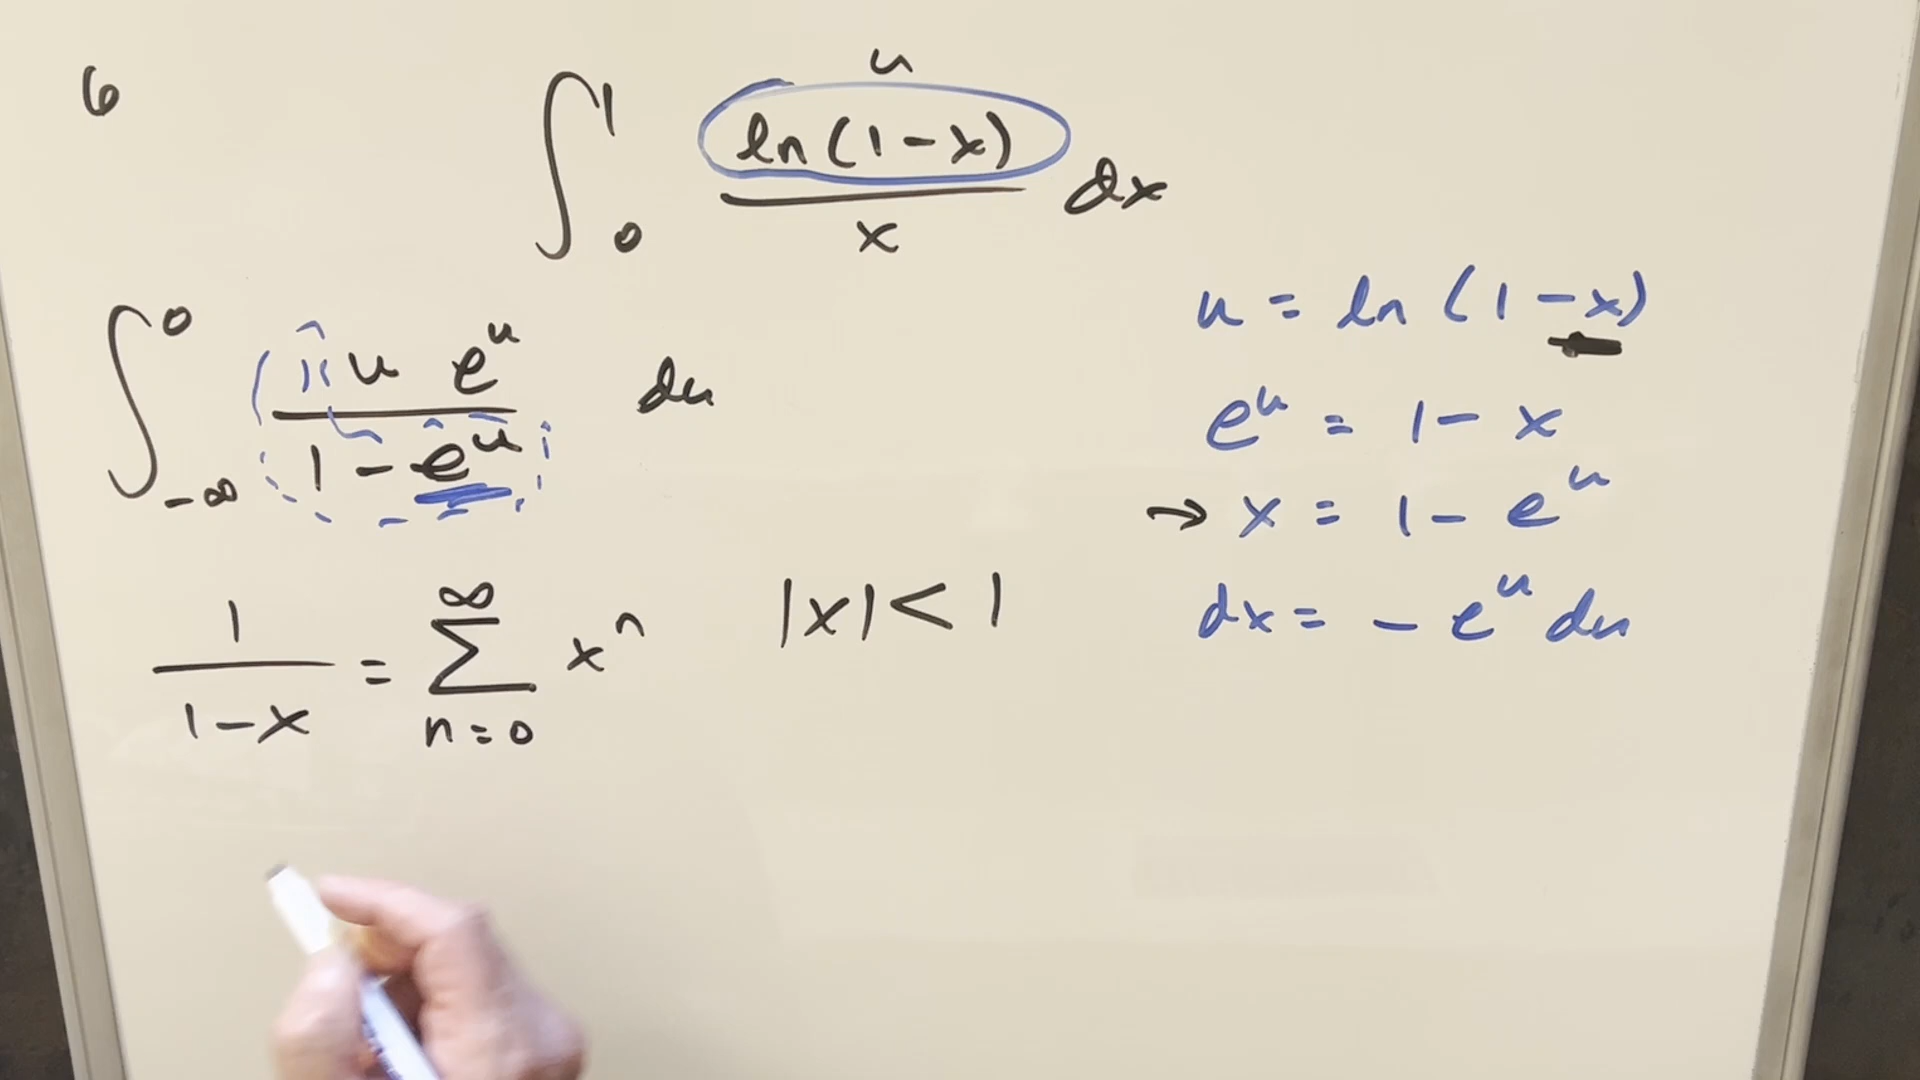 6
u
∫₀¹ ln(1-x)/x dx
u = ln(1-x)
∫₋∞⁰ u eᵘ/(1-eᵘ) du
eᵘ = 1-x
→ x = 1-eᵘ
1/(1-x) = ∑ₙ₌₀^∞ xⁿ |x|<1
dx = -eᵘ du